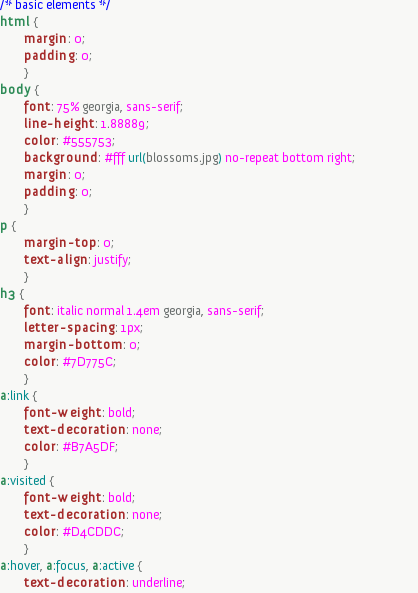 /* basic elements */
html {
margin: 0;
padding: 0;
}
body {
font: 75% georgia, sans-serif;
line-height: 1.88889;
color: #555753;
background: #fff url(blossoms.jpg) no-repeat bottom right;
margin: 0;
padding: 0;
}
p {
margin-top: 0;
text-align: justify;
}
h3 {
font: italic normal 1.4em georgia, sans-serif;
letter-spacing: 1px;
margin-bottom: 0;
color: #7D775C;
}
a:link {
font-weight: bold;
text-decoration: none;
color: #B7A5DF;
}
a:visited {
font-weight: bold;
text-decoration: none;
color: #D4CDDC;
}
a:hover, a:focus, a:active {
text-decoration: underline;